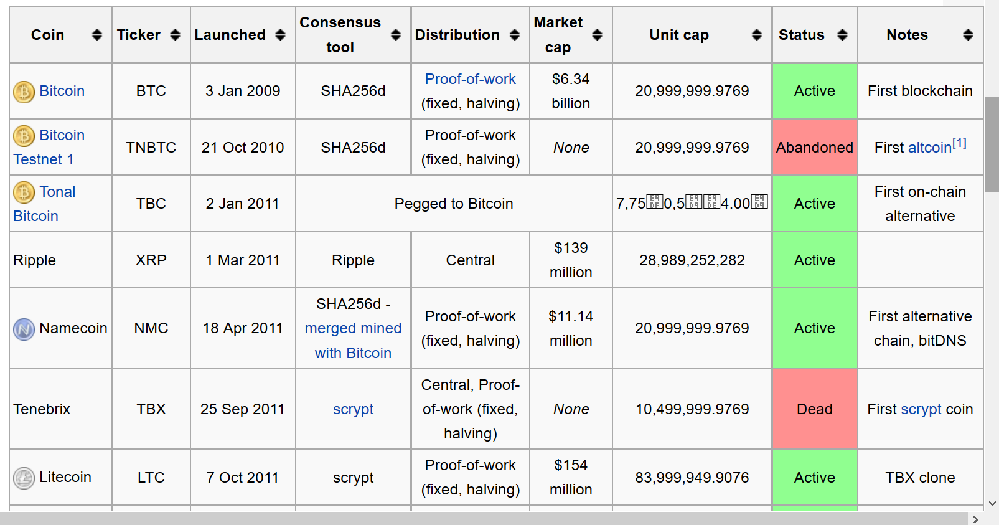 Coin Ticker Launched Consensus tool Distribution Market cap Unit cap Status Notes
Bitcoin BTC 3 Jan 2009 SHA256d Proof-of-work (fixed, halving) $6.34 billion 20,999,999.9769 Active First blockchain
Bitcoin Testnet 1 TNBTC 21 Oct 2010 SHA256d Proof-of-work (fixed, halving) None 20,999,999.9769 Abandoned First altcoin[1]
Tonal Bitcoin TBC 2 Jan 2011 Pegged to Bitcoin 7,750,54.00 Active First on-chain alternative
Ripple XRP 1 Mar 2011 Ripple Central $139 million 28,989,252,282 Active
Namecoin NMC 18 Apr 2011 SHA256d - merged mined with Bitcoin Proof-of-work (fixed, halving) $11.14 million 20,999,999.9769 Active First alternative chain, bitDNS
Tenebrix TBX 25 Sep 2011 scrypt Central, Proof-of-work (fixed, halving) None 10,499,999.9769 Dead First scrypt coin
Litecoin LTC 7 Oct 2011 scrypt Proof-of-work (fixed, halving) $154 million 83,999,949.9076 Active TBX clone